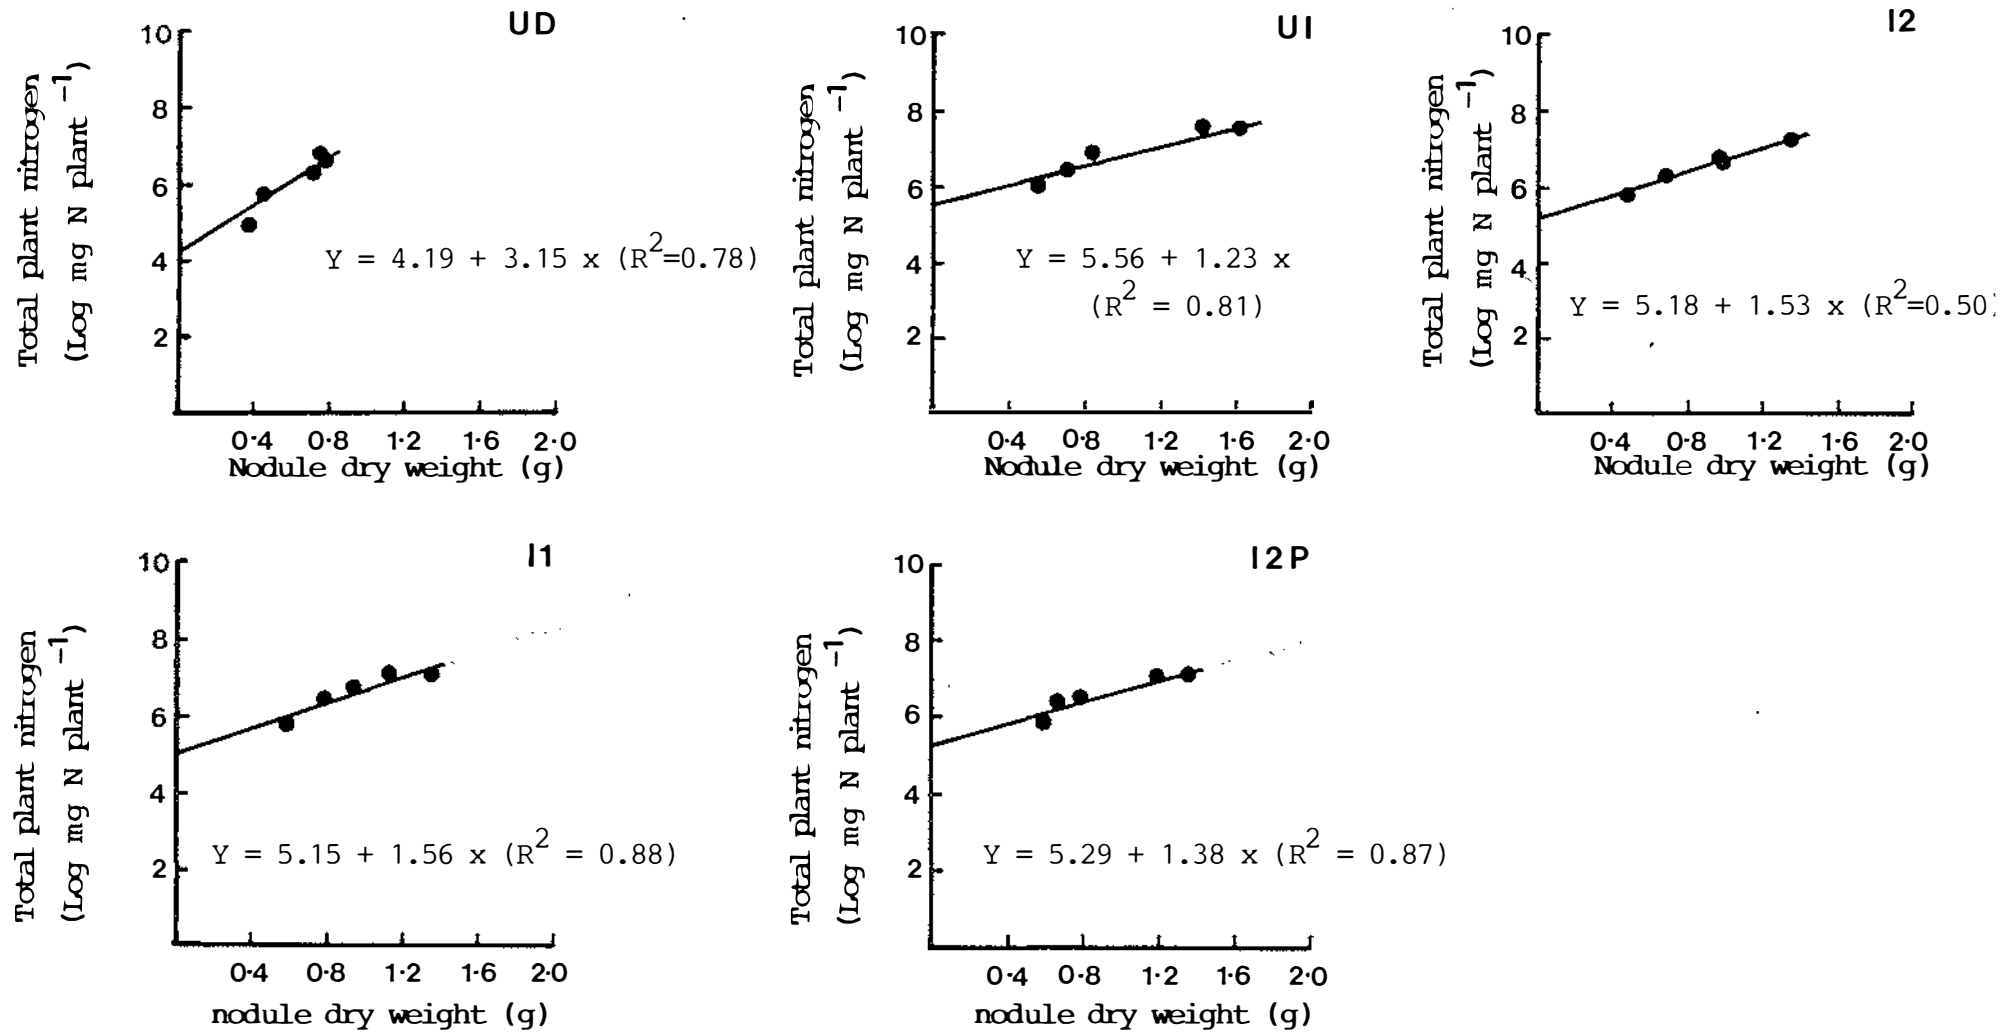 UD
10
8
6
4
2
Total plant nitrogen
(Log mg N plant ⁻¹)
Y = 4.19 + 3.15 x (R²=0.78)
0·4 0·8 1·2 1·6 2·0
Nodule dry weight (g)
UI
10
8
6
4
2
Total plant nitrogen
(Log mg N plant ⁻¹)
Y = 5.56 + 1.23 x
(R² = 0.81)
0·4 0·8 1·2 1·6 2·0
Nodule dry weight (g)
I2
10
8
6
4
2
Total plant nitrogen
(Log mg N plant ⁻¹)
Y = 5.18 + 1.53 x (R²=0.50)
0·4 0·8 1·2 1·6 2·0
Nodule dry weight (g)
I1
10
8
6
4
2
Total plant nitrogen
(Log mg N plant ⁻¹)
Y = 5.15 + 1.56 x (R² = 0.88)
0·4 0·8 1·2 1·6 2·0
nodule dry weight (g)
I2P
10
8
6
4
2
Total plant nitrogen
(Log mg N plant ⁻¹)
Y = 5.29 + 1.38 x (R² = 0.87)
0·4 0·8 1·2 1·6 2·0
nodule dry weight (g)